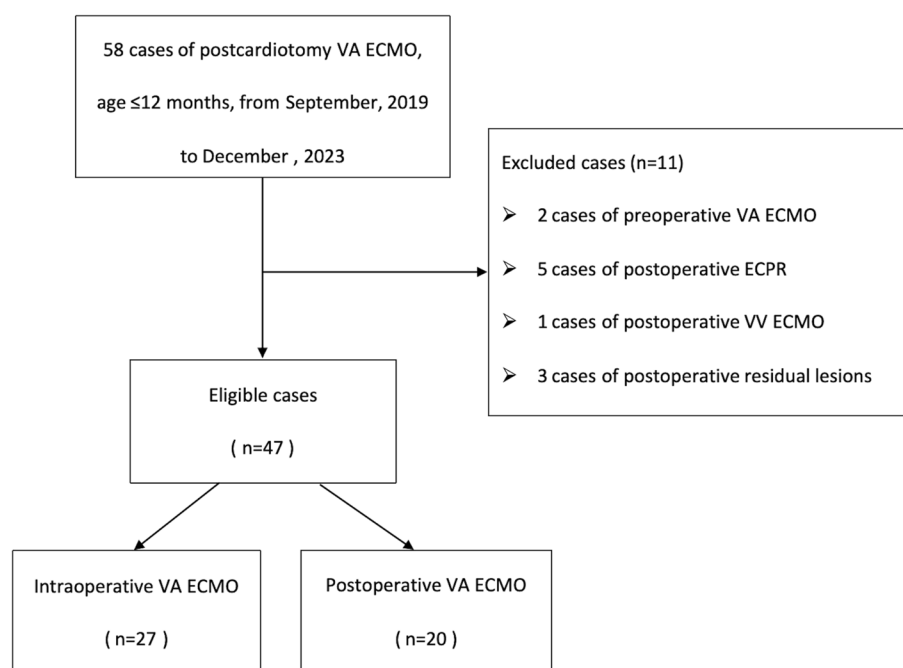 58 cases of postcardiotomy VA ECMO,
age ≤12 months, from September, 2019
to December , 2023
Excluded cases (n=11)
➢ 2 cases of preoperative VA ECMO
➢ 5 cases of postoperative ECPR
➢ 1 cases of postoperative VV ECMO
➢ 3 cases of postoperative residual lesions
Eligible cases
( n=47 )
Intraoperative VA ECMO
( n=27 )
Postoperative VA ECMO
( n=20 )